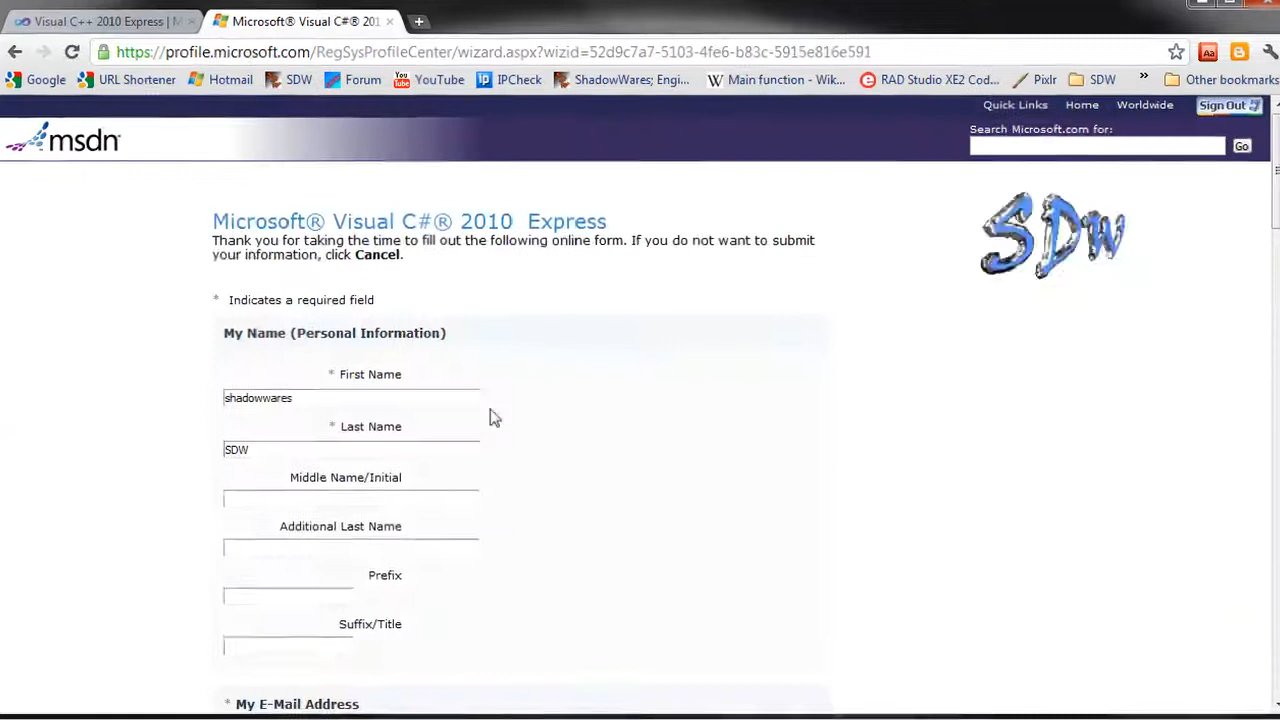 Visual C++ 2010 Express | M
Microsoft® Visual C#® 201
https://profile.microsoft.com/RegSysProfileCenter/wizard.aspx?wizid=52d9c7a7-5103-4fe6-b83c-5915e816e591
Google URL Shortener Hotmail SDW Forum YouTube IPCheck ShadowWares; Engi... Main function - Wik... RAD Studio XE2 Cod... Pixlr SDW » Other bookmarks
Quick Links Home Worldwide Sign Out
msdn
Search Microsoft.com for:
Go
SDW
Microsoft® Visual C#® 2010 Express
Thank you for taking the time to fill out the following online form. If you do not want to submit
your information, click Cancel.
* Indicates a required field
My Name (Personal Information)
* First Name
shadowwares
* Last Name
SDW
Middle Name/Initial
Additional Last Name
Prefix
Suffix/Title
* My E-Mail Address